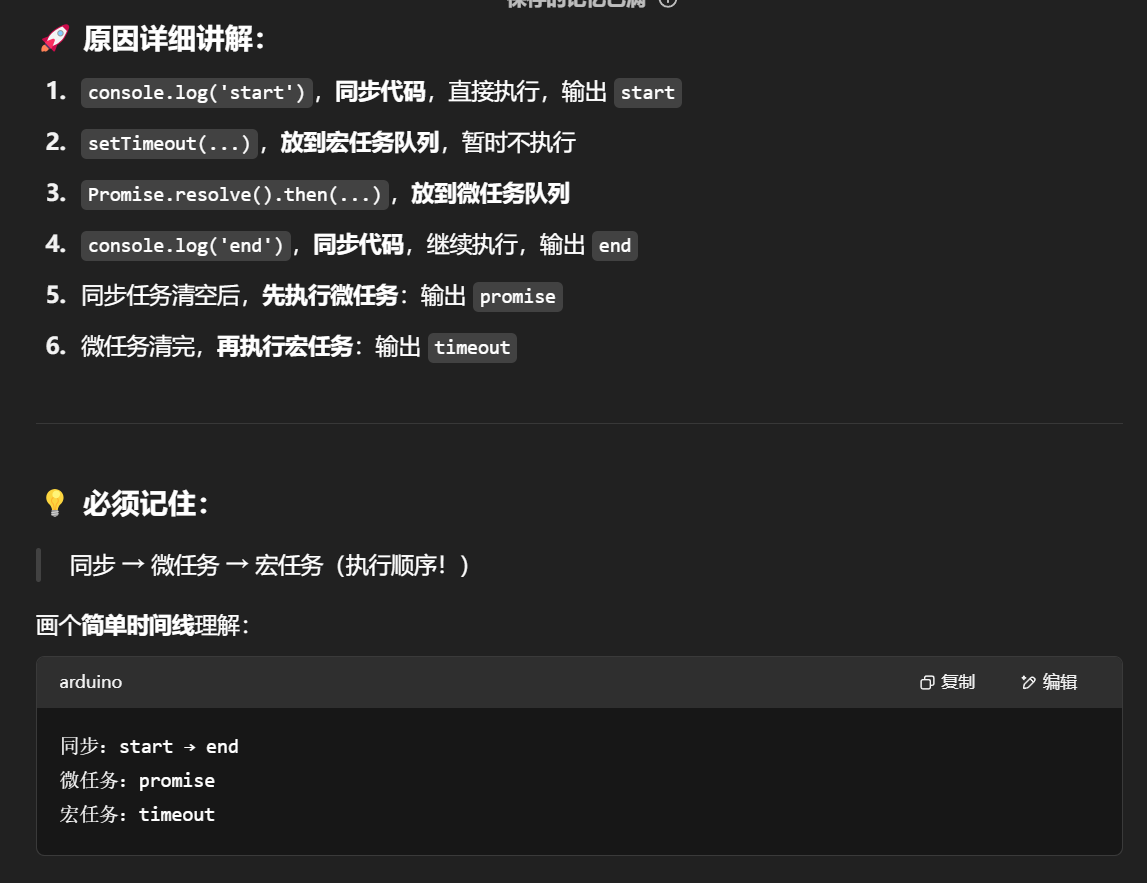 保存的记忆已满
🚀 原因详细讲解：
1. console.log('start')，同步代码，直接执行，输出 start
2. setTimeout(...)，放到宏任务队列，暂时不执行
3. Promise.resolve().then(...)，放到微任务队列
4. console.log('end')，同步代码，继续执行，输出 end
5. 同步任务清空后，先执行微任务：输出 promise
6. 微任务清完，再执行宏任务：输出 timeout
💡 必须记住：
同步 → 微任务 → 宏任务（执行顺序！）
画个简单时间线理解：
arduino 复制 编辑
同步：start → end
微任务：promise
宏任务：timeout